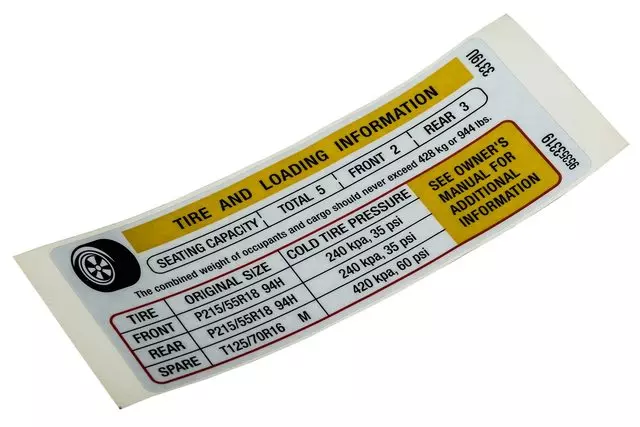 TIRE AND LOADING INFORMATION
SEATING CAPACITY TOTAL 5 FRONT 2 REAR 3
The combined weight of occupants and cargo should never exceed 428 kg or 944 lbs.
TIRE ORIGINAL SIZE COLD TIRE PRESSURE
FRONT P215/55R18 94H 240 kpa, 35 psi
REAR P215/55R18 94H 240 kpa, 35 psi
SPARE T125/70R16 M 420 kpa, 60 psi
SEE OWNER'S
MANUAL FOR
ADDITIONAL
INFORMATION
3319U
95353319